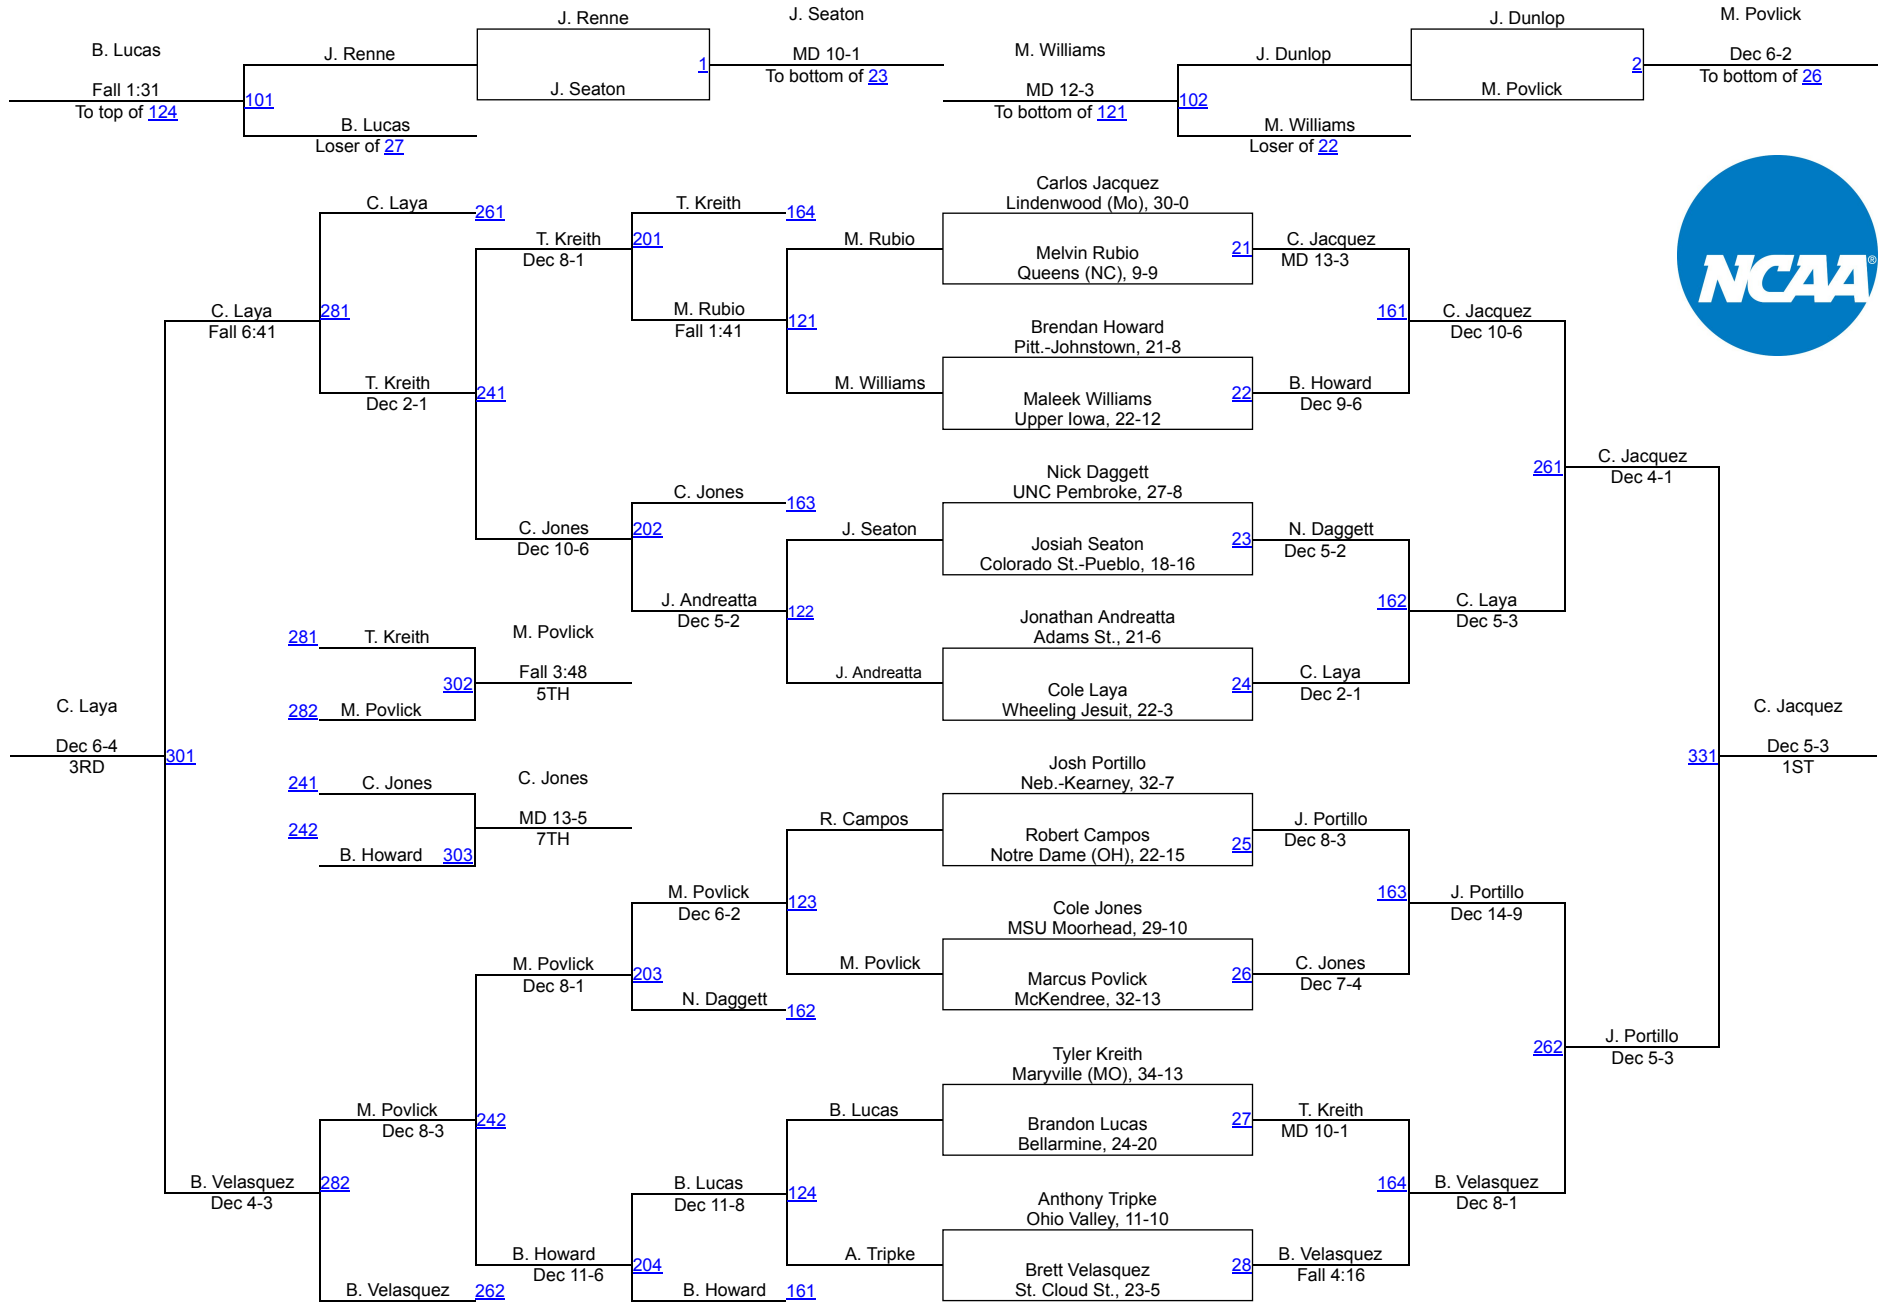 J. Renne
J. Seaton
J. Dunlop
M. Povlick
B. Lucas
J. Renne
MD 10-1
M. Williams
J. Dunlop
Dec 6-2
1
To bottom of 23
2
To bottom of 26
Fall 1:31
J. Seaton
MD 12-3
M. Povlick
To top of 124
101
To bottom of 121
102
B. Lucas
M. Williams
Loser of 27
Loser of 22
Carlos Jacquez
Lindenwood (Mo), 30-0
Melvin Rubio
Queens (NC), 9-9
21
C. Jacquez
MD 13-3
Brendan Howard
Pitt.-Johnstown, 21-8
Maleek Williams
Upper Iowa, 22-12
22
B. Howard
Dec 9-6
161
C. Jacquez
Dec 10-6
Nick Daggett
UNC Pembroke, 27-8
Josiah Seaton
Colorado St.-Pueblo, 18-16
23
N. Daggett
Dec 5-2
Jonathan Andreatta
Adams St., 21-6
Cole Laya
Wheeling Jesuit, 22-3
24
C. Laya
Dec 2-1
162
C. Laya
Dec 5-3
261
C. Jacquez
Dec 4-1
Josh Portillo
Neb.-Kearney, 32-7
Robert Campos
Notre Dame (OH), 22-15
25
J. Portillo
Dec 8-3
Cole Jones
MSU Moorhead, 29-10
Marcus Povlick
McKendree, 32-13
26
C. Jones
Dec 7-4
163
J. Portillo
Dec 14-9
Tyler Kreith
Maryville (MO), 34-13
Brandon Lucas
Bellarmine, 24-20
27
T. Kreith
MD 10-1
Anthony Tripke
Ohio Valley, 11-10
Brett Velasquez
St. Cloud St., 23-5
28
B. Velasquez
Fall 4:16
164
B. Velasquez
Dec 8-1
262
J. Portillo
Dec 5-3
331
C. Jacquez
Dec 5-3
1ST
NCAA®
M. Rubio
M. Williams
121
M. Rubio
Fall 1:41
T. Kreith
164
201
T. Kreith
Dec 8-1
J. Seaton
J. Andreatta
122
J. Andreatta
Dec 5-2
C. Jones
163
202
C. Jones
Dec 10-6
241
T. Kreith
Dec 2-1
C. Laya
261
281
C. Laya
Fall 6:41
281
T. Kreith
282
M. Povlick
302
M. Povlick
Fall 3:48
5TH
241
C. Jones
242
B. Howard
303
C. Jones
MD 13-5
7TH
R. Campos
M. Povlick
123
M. Povlick
Dec 6-2
N. Daggett
162
203
M. Povlick
Dec 8-1
B. Lucas
A. Tripke
124
B. Lucas
Dec 11-8
B. Howard
161
204
B. Howard
Dec 11-6
242
M. Povlick
Dec 8-3
B. Velasquez
262
282
B. Velasquez
Dec 4-3
301
C. Laya
Dec 6-4
3RD